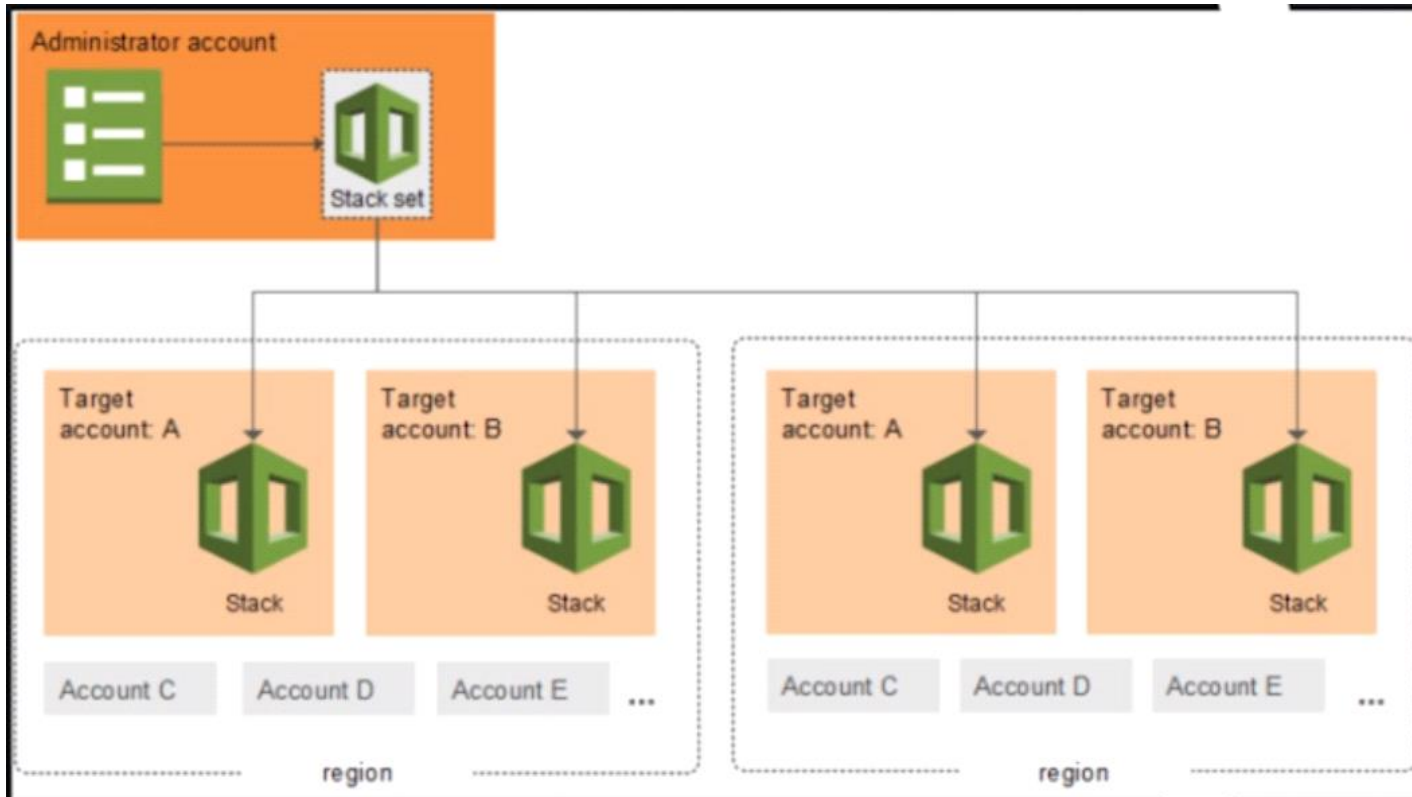 Administrator account
Stack set
Target
account: A
Stack
Target
account: B
Stack
Account C
Account D
Account E
...
region
Target
account: A
Stack
Target
account: B
Stack
Account C
Account D
Account E
...
region